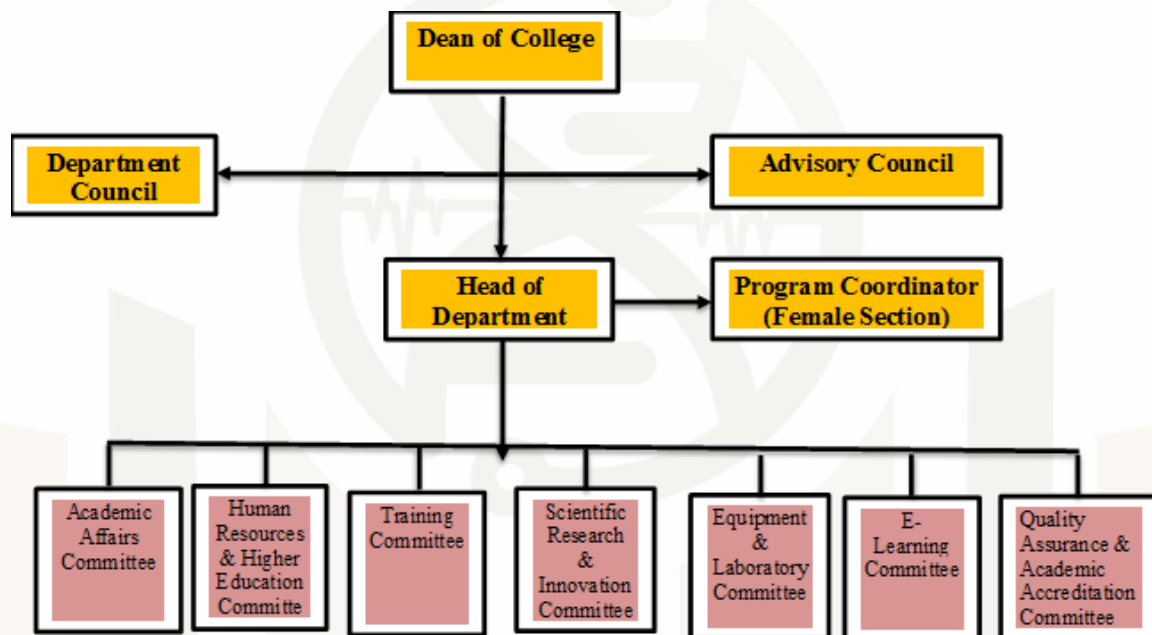 Dean of College
Department
Council
Advisory Council
Head of
Department
Program Coordinator
(Female Section)
Academic
Affairs
Committee
Human
Resources
& Higher
Education
Committe
Training
Committee
Scientific
Research
&
Innovation
Committee
Equipment
&
Laboratory
Committee
E-
Learning
Committee
Quality
Assurance &
Academic
Accreditation
Committee